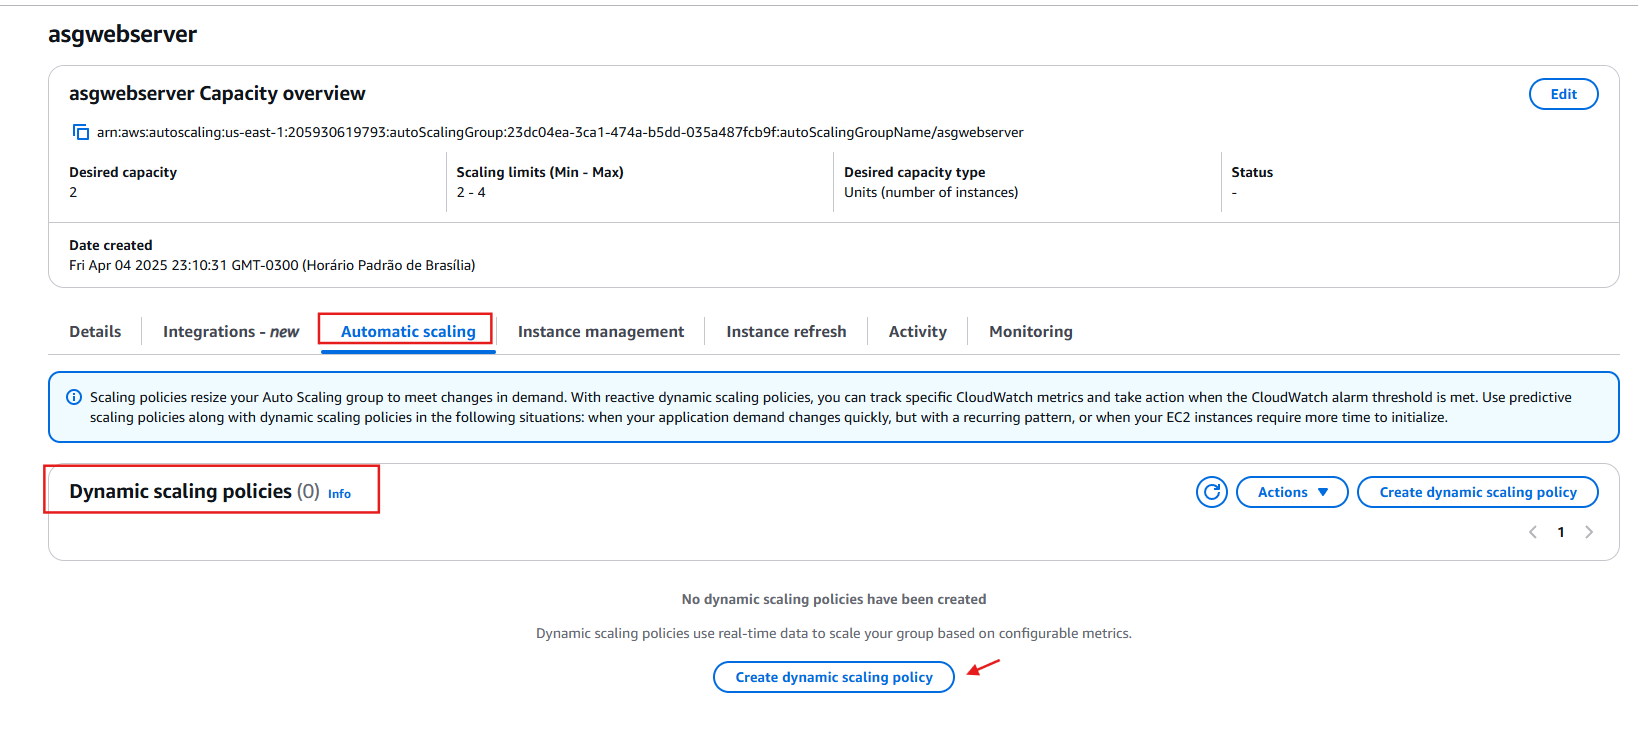 asgwebserver
asgwebserver Capacity overview
Edit
arn:aws:autoscaling:us-east-1:205930619793:autoScalingGroup:23dc04ea-3ca1-474a-b5dd-035a487fcb9f:autoScalingGroupName/asgwebserver
Desired capacity
2
Scaling limits (Min - Max)
2 - 4
Desired capacity type
Units (number of instances)
Status
-
Date created
Fri Apr 04 2025 23:10:31 GMT-0300 (Horário Padrão de Brasília)
Details
Integrations - new
Automatic scaling
Instance management
Instance refresh
Activity
Monitoring
Scaling policies resize your Auto Scaling group to meet changes in demand. With reactive dynamic scaling policies, you can track specific CloudWatch metrics and take action when the CloudWatch alarm threshold is met. Use predictive
scaling policies along with dynamic scaling policies in the following situations: when your application demand changes quickly, but with a recurring pattern, or when your EC2 instances require more time to initialize.
Dynamic scaling policies (0) Info
Actions
Create dynamic scaling policy
1
No dynamic scaling policies have been created
Dynamic scaling policies use real-time data to scale your group based on configurable metrics.
Create dynamic scaling policy